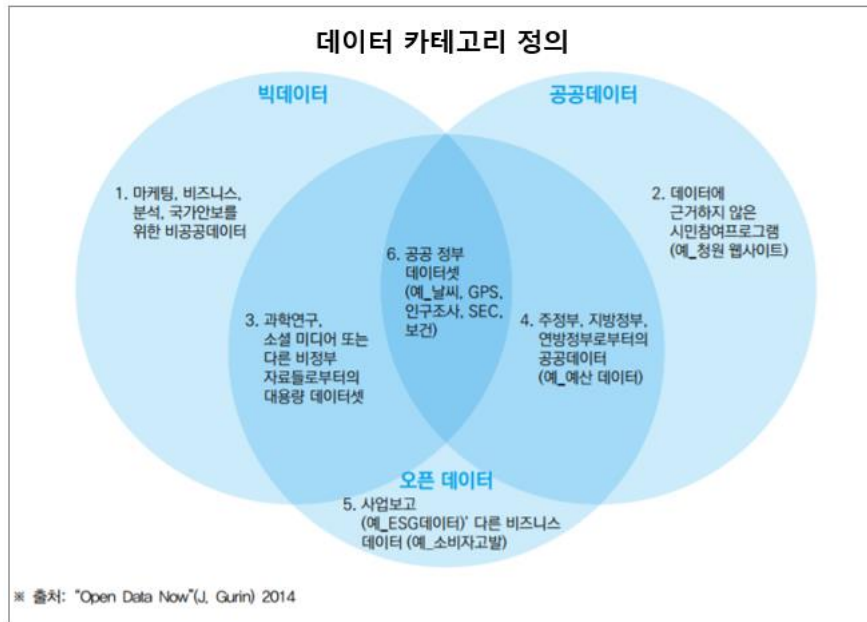 데이터 카테고리 정의
빅데이터
공공데이터
1. 마케팅, 비즈니스,
분석, 국가안보를
위한 비공공데이터
2. 데이터에
근거하지 않은
시민참여프로그램
(예_청원 웹사이트)
6. 공공 정부
데이터셋
(예_날씨, GPS,
인구조사, SEC,
보건)
3. 과학연구,
소셜 미디어 또는
다른 비정부
자료들로부터의
대용량 데이터셋
4. 주정부, 지방정부,
연방정부로부터의
공공데이터
(예_예산 데이터)
오픈 데이터
5. 사업보고
(예_ESG데이터)' 다른 비즈니스
데이터 (예_소비자고발)
※ 출처: "Open Data Now"(J, Gurin) 2014